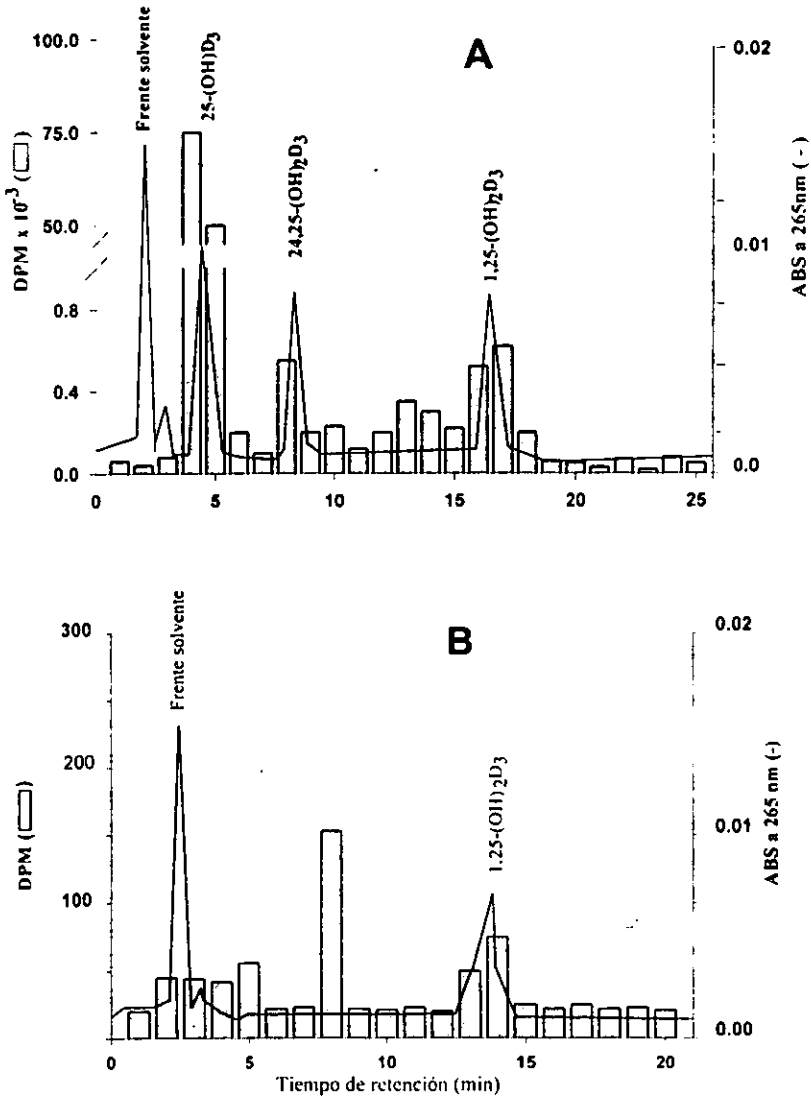 A
Frente solvente
25-(OH)D3
24,25-(OH)2D3
1,25-(OH)2D3
DPM x 10-3 (▭)
100.0
75.0
50.0
0.8
0.4
0.0
ABS a 265nm ( - )
0.02
0.01
0.0
0 5 10 15 20 25
B
Frente solvente
1,25-(OH)2D3
DPM (▭)
300
200
100
ABS a 265 nm (-)
0.02
0.01
0.00
0 5 10 15 20
Tiempo de retención (min)